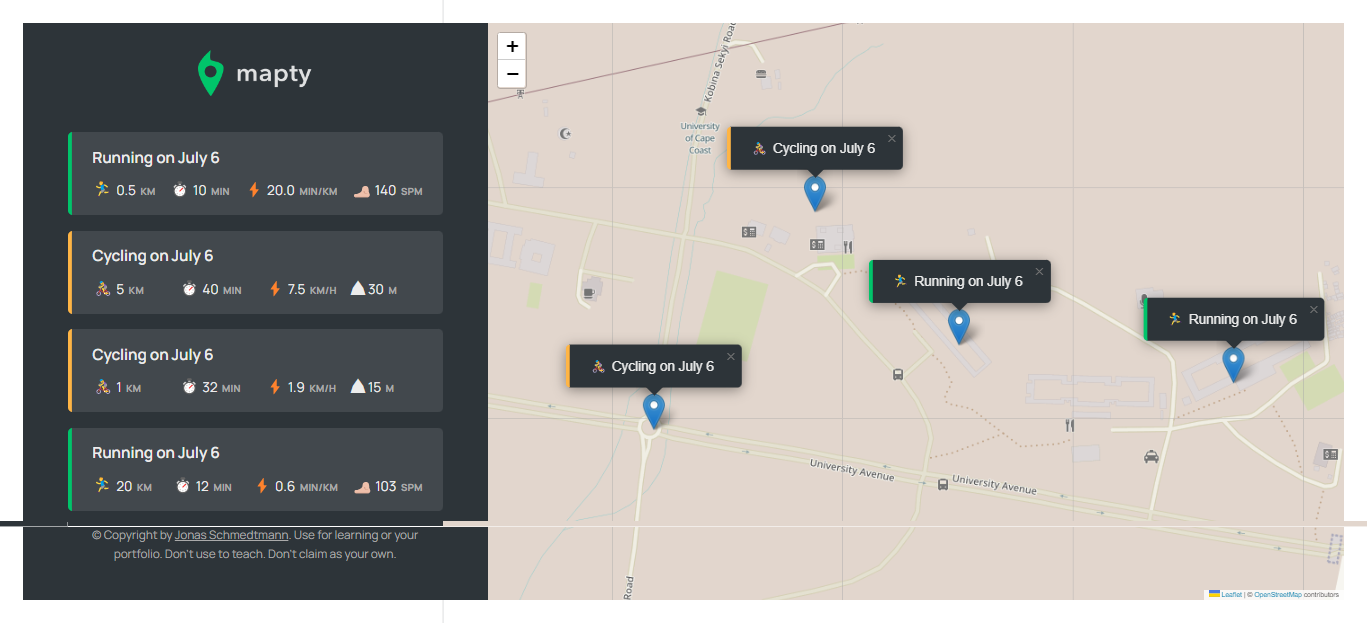 mapty
Running on July 6
0.5 KM 10 MIN 20.0 MIN/KM 140 SPM
Cycling on July 6
5 KM 40 MIN 7.5 KM/H 30 M
Cycling on July 6
1 KM 32 MIN 1.9 KM/H 15 M
Running on July 6
20 KM 12 MIN 0.6 MIN/KM 103 SPM
© Copyright by Jonas Schmedtmann. Use for learning or your
portfolio. Don't use to teach. Don't claim as your own.
+
−
Kobina Sekyi Road
University
of Cape
Coast
Cycling on July 6 ×
Running on July 6 ×
Running on July 6 ×
Cycling on July 6 ×
University Avenue
University Avenue
Road
Leaflet | © OpenStreetMap contributors